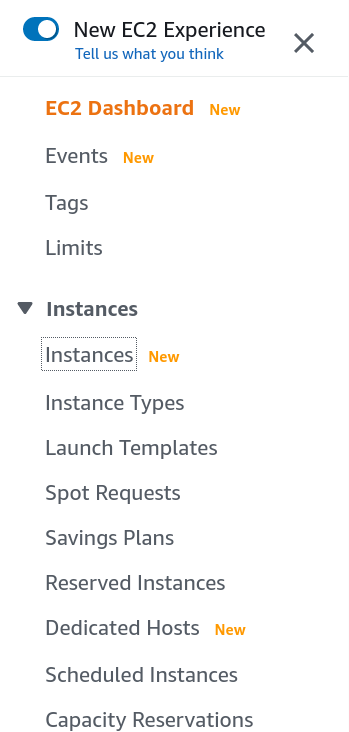 New EC2 Experience
Tell us what you think
EC2 Dashboard New
Events New
Tags
Limits
Instances
Instances New
Instance Types
Launch Templates
Spot Requests
Savings Plans
Reserved Instances
Dedicated Hosts New
Scheduled Instances
Capacity Reservations